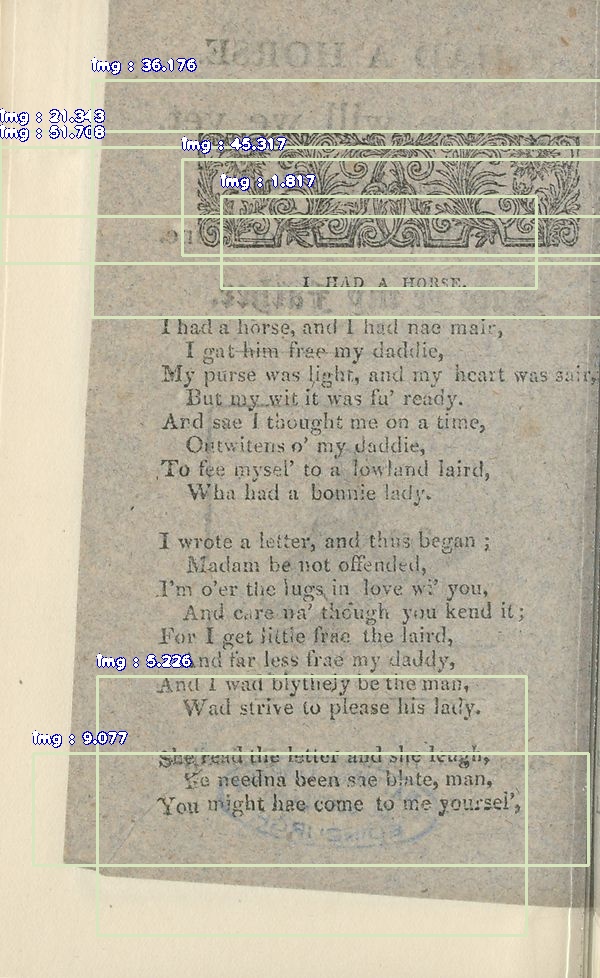 img : 36.176
img : 21.343
img : 51.708
img : 45.317
img : 1.817
I HAD A HORSE.
I had a horse, and I had nae mair,
I gat him frae my daddie,
My purse was light, and my heart was sair,
But my wit it was fu' ready.
And sae I thought me on a time,
Outwitens o' my daddie,
To fee mysel' to a lowland laird,
Wha had a bonnie lady.
I wrote a letter, and thus began ;
Madam be not offended,
I'm o'er the lugs in love wi' you,
And care na' though you kend it;
For I get little frae the laird,
And far less frae my daddy,
img : 5.226
And I wad blythely be the man,
Wad strive to please his lady.
img : 9.077
She read the letter and she leugh,
Ye needna been sae blate, man,
You might hae come to me yoursel',